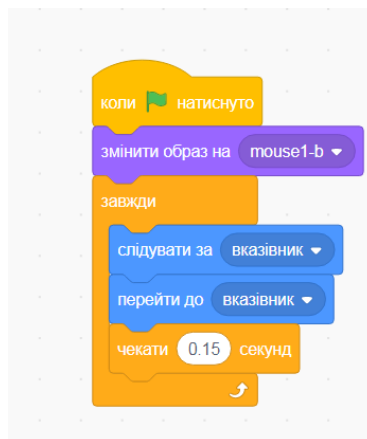 коли натиснуто
змінити образ на mouse1-b
завжди
слідувати за вказівник
перейти до вказівник
чекати 0.15 секунд